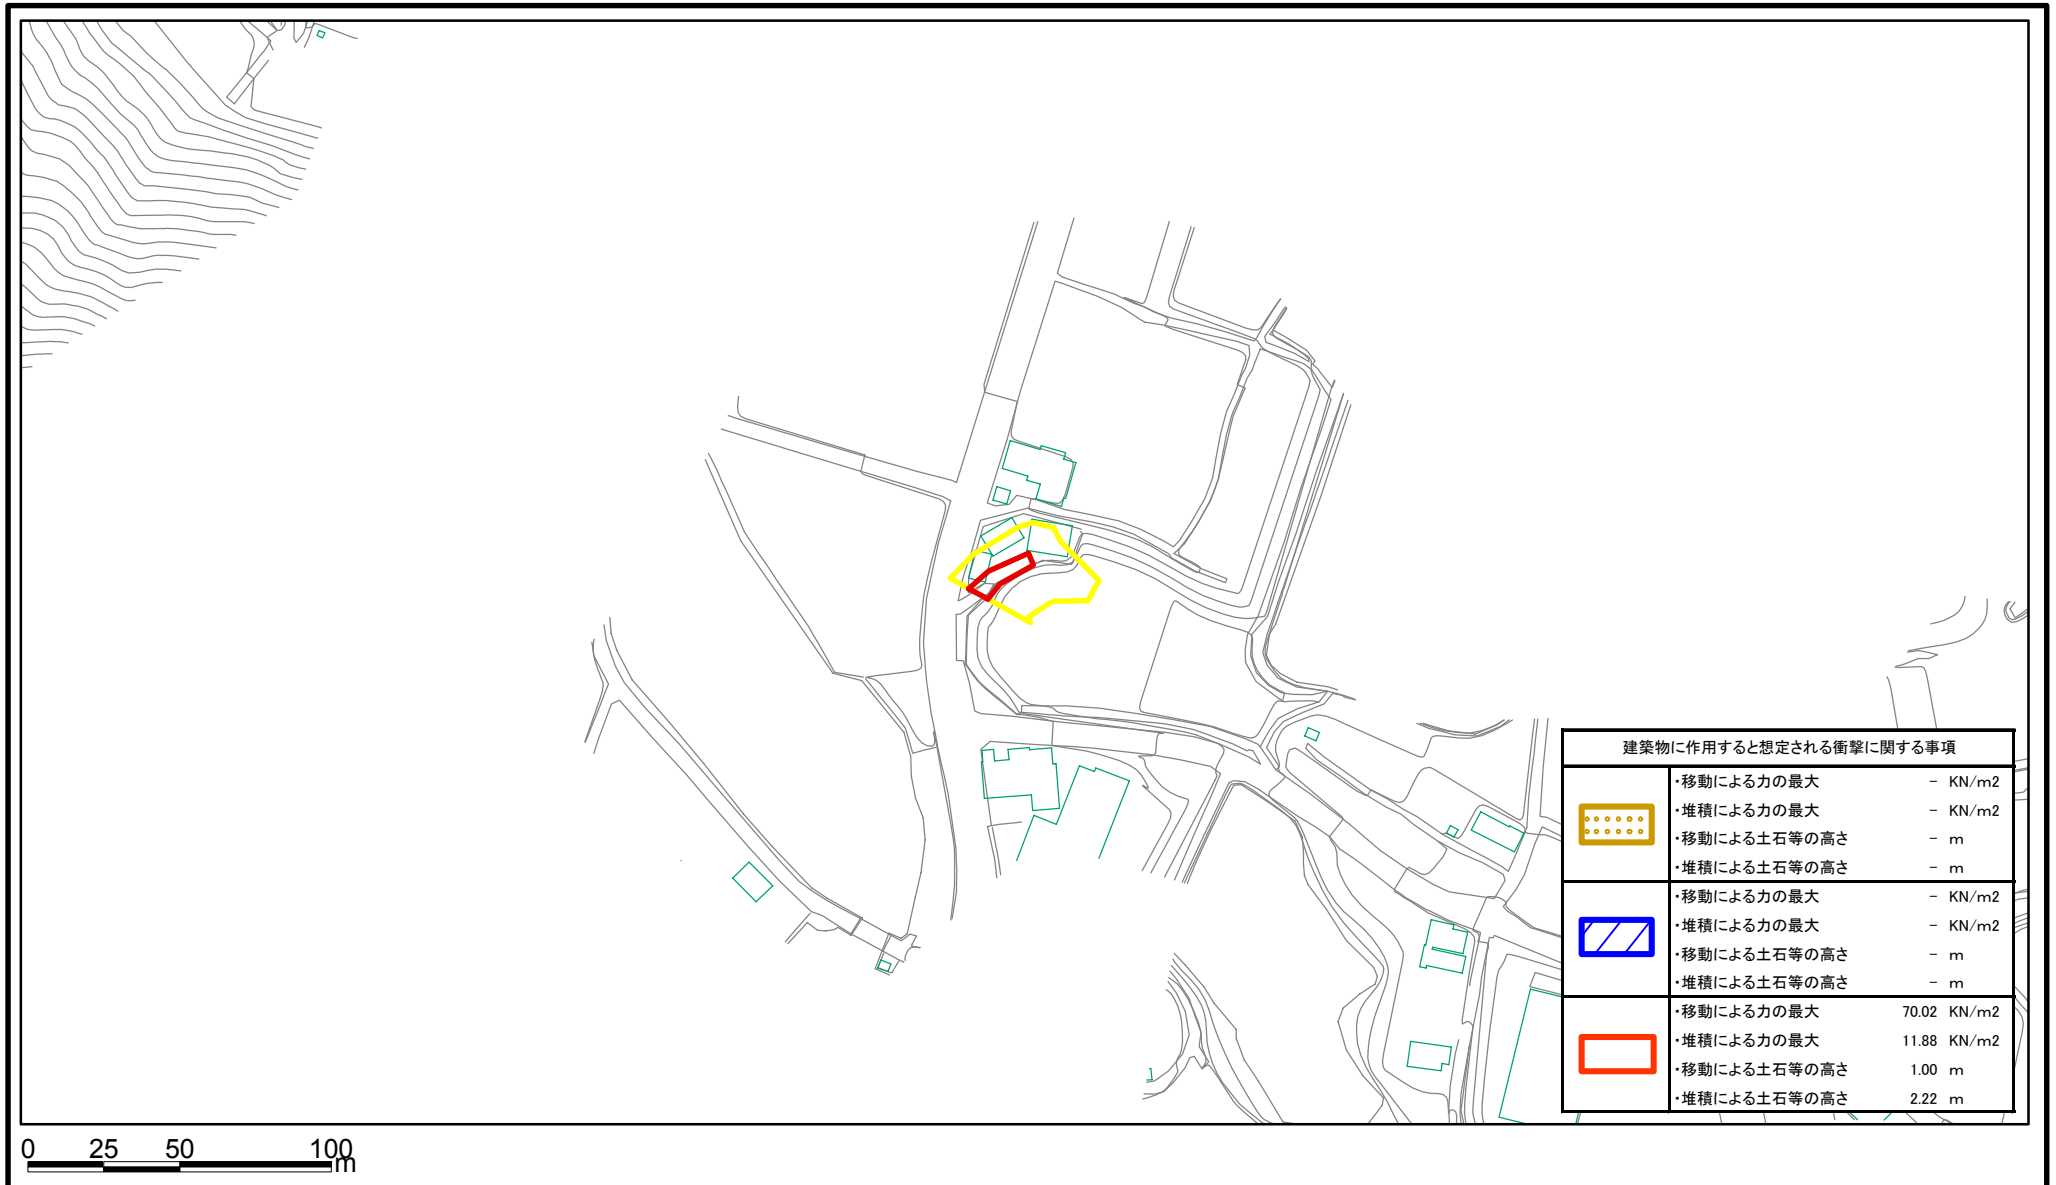 建築物に作用すると想定される衝撃に関する事項
・移動による力の最大 － KN/m2
・堆積による力の最大 － KN/m2
・移動による土石等の高さ － m
・堆積による土石等の高さ － m
・移動による力の最大 － KN/m2
・堆積による力の最大 － KN/m2
・移動による土石等の高さ － m
・堆積による土石等の高さ － m
・移動による力の最大 70.02 KN/m2
・堆積による力の最大 11.88 KN/m2
・移動による土石等の高さ 1.00 m
・堆積による土石等の高さ 2.22 m
0 25 50 100 m